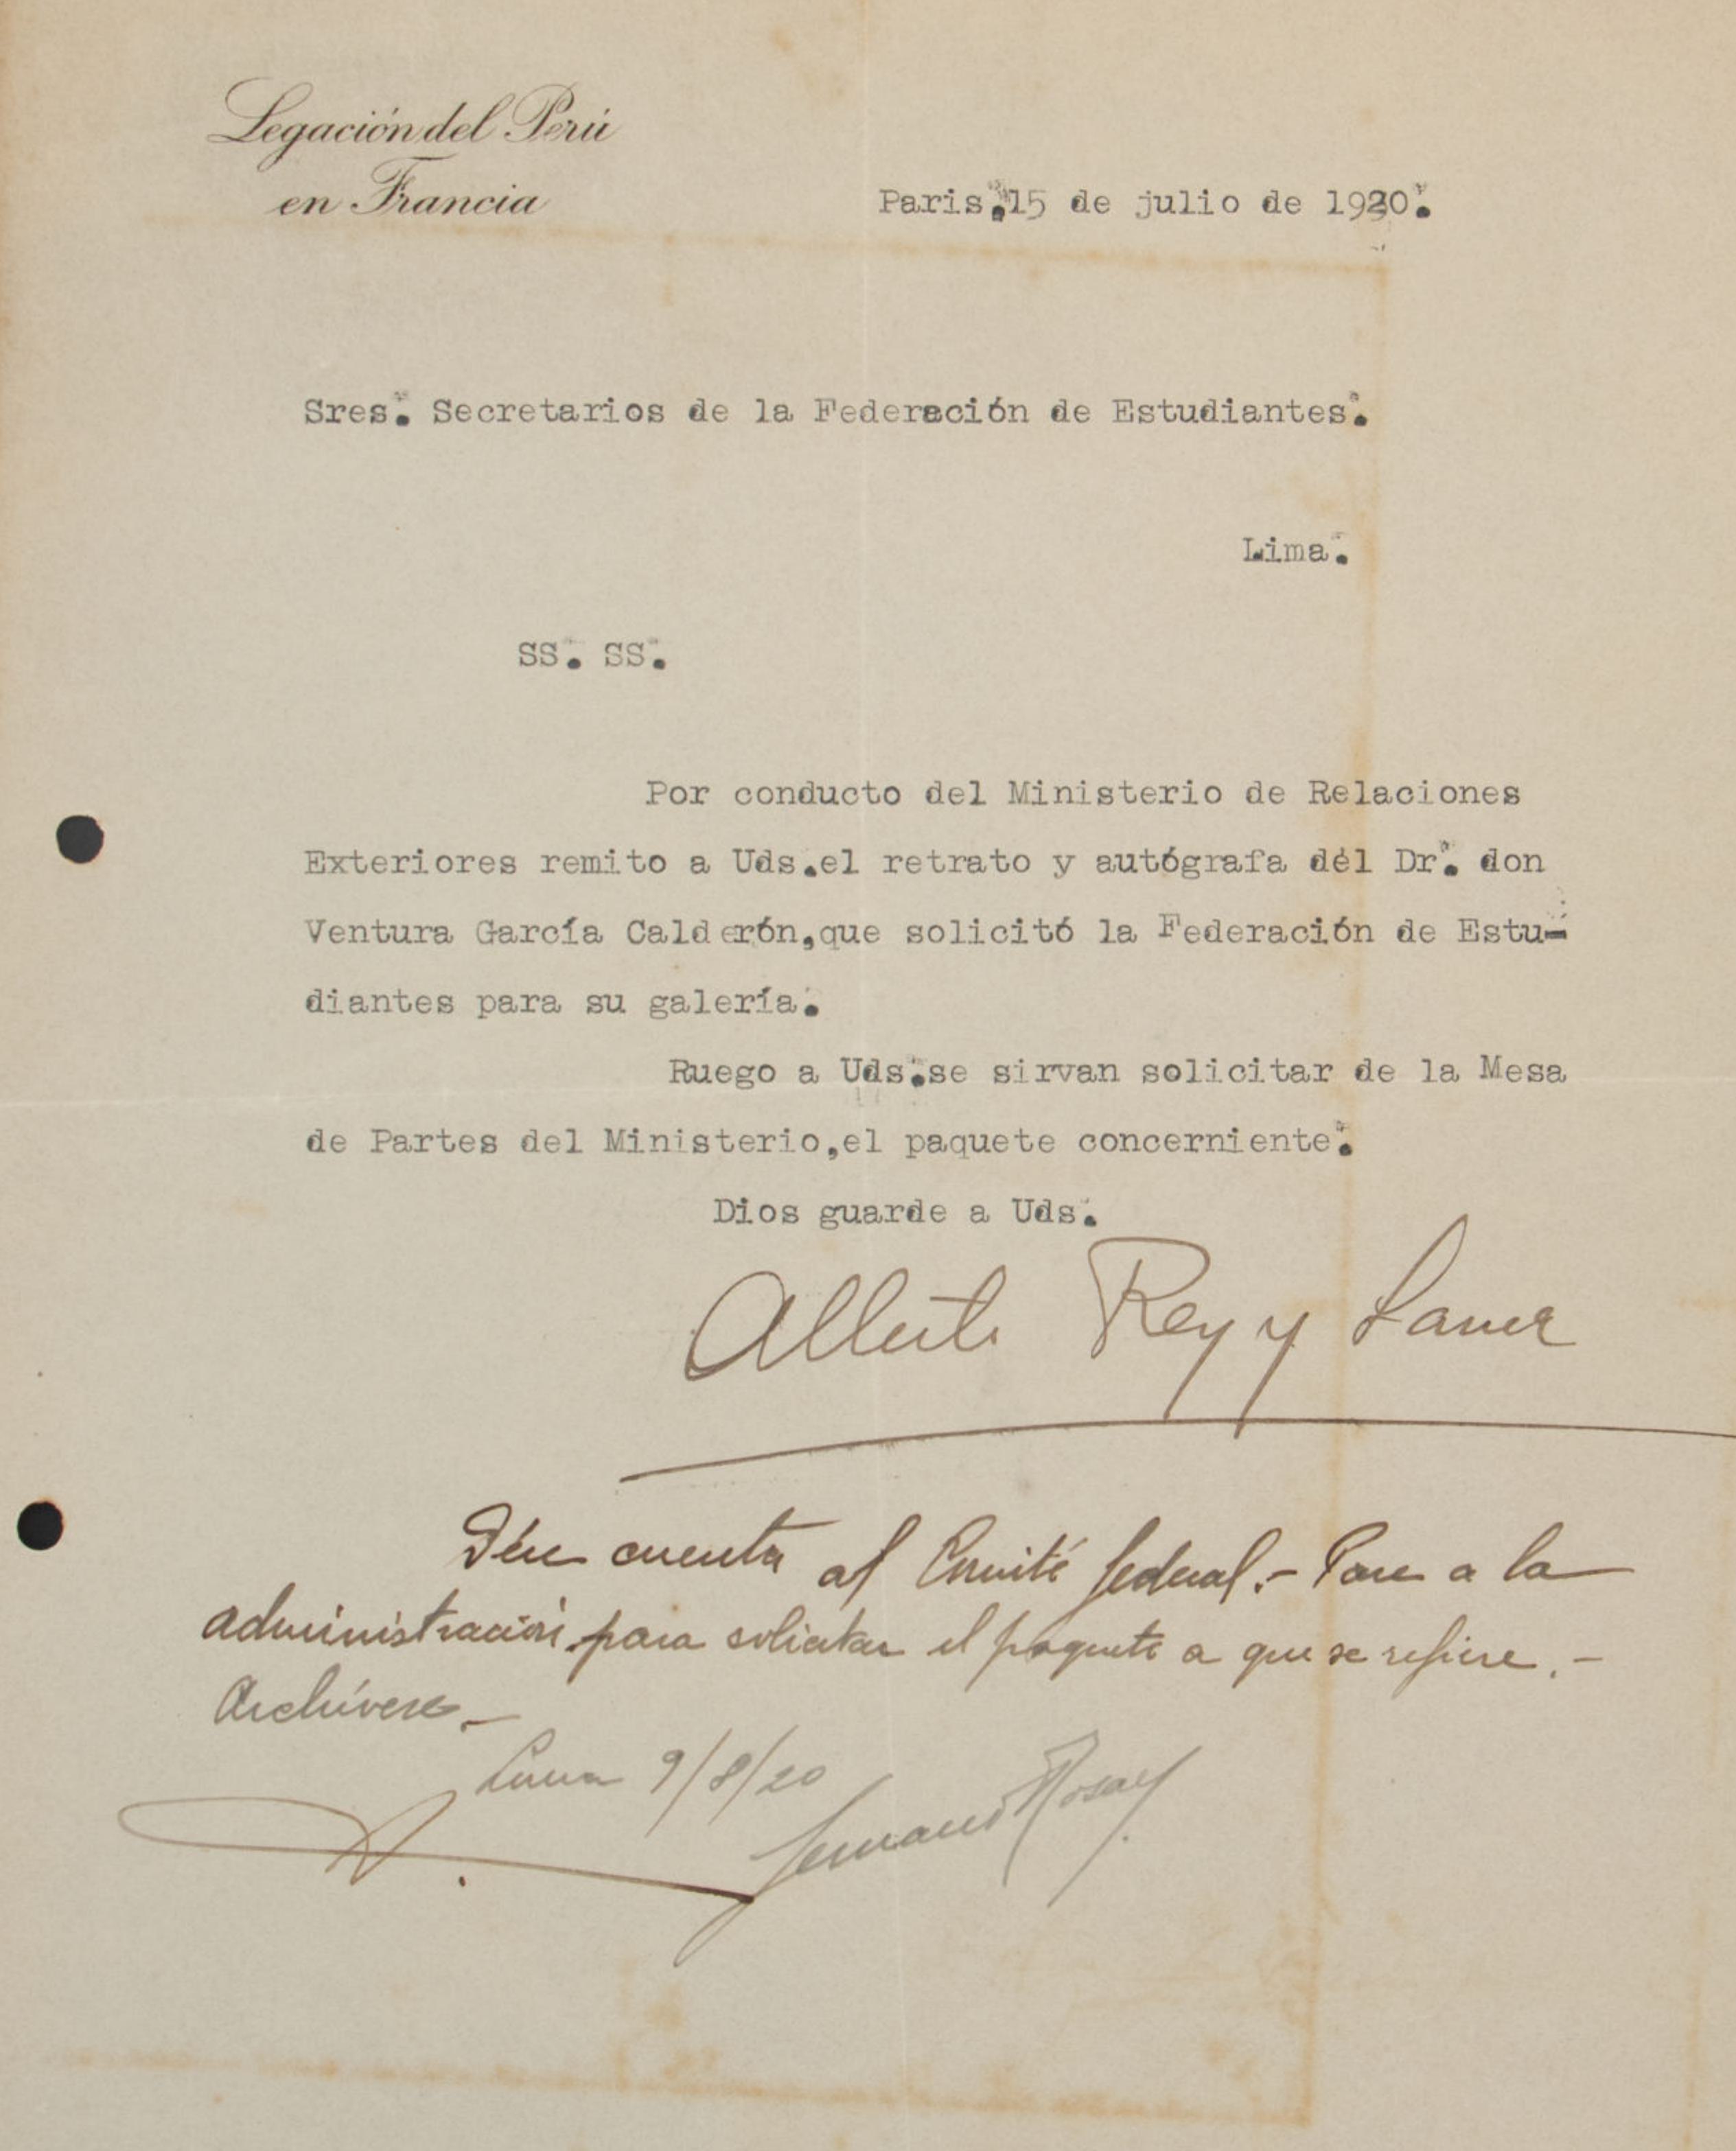 Legación del Perú
en Francia
Paris.15 de julio de 1920.
Sres. Secretarios de la Federación de Estudiantes.
Lima.
SS. SS.
Por conducto del Ministerio de Relaciones
Exteriores remito a Uds.el retrato y autógrafa del Dr. don
Ventura García Calderón,que solicitó la Federación de Estu-
diantes para su galería.
Ruego a Uds.se sirvan solicitar de la Mesa
de Partes del Ministerio,el paquete concerniente.
Dios guarde a Uds.
Alberto Rey y Lama
Dése cuenta al Comité federal.- Pase a la
administración para solicitar el paquete a que se refiere.-
Archívese.-
Lima 9/8/20